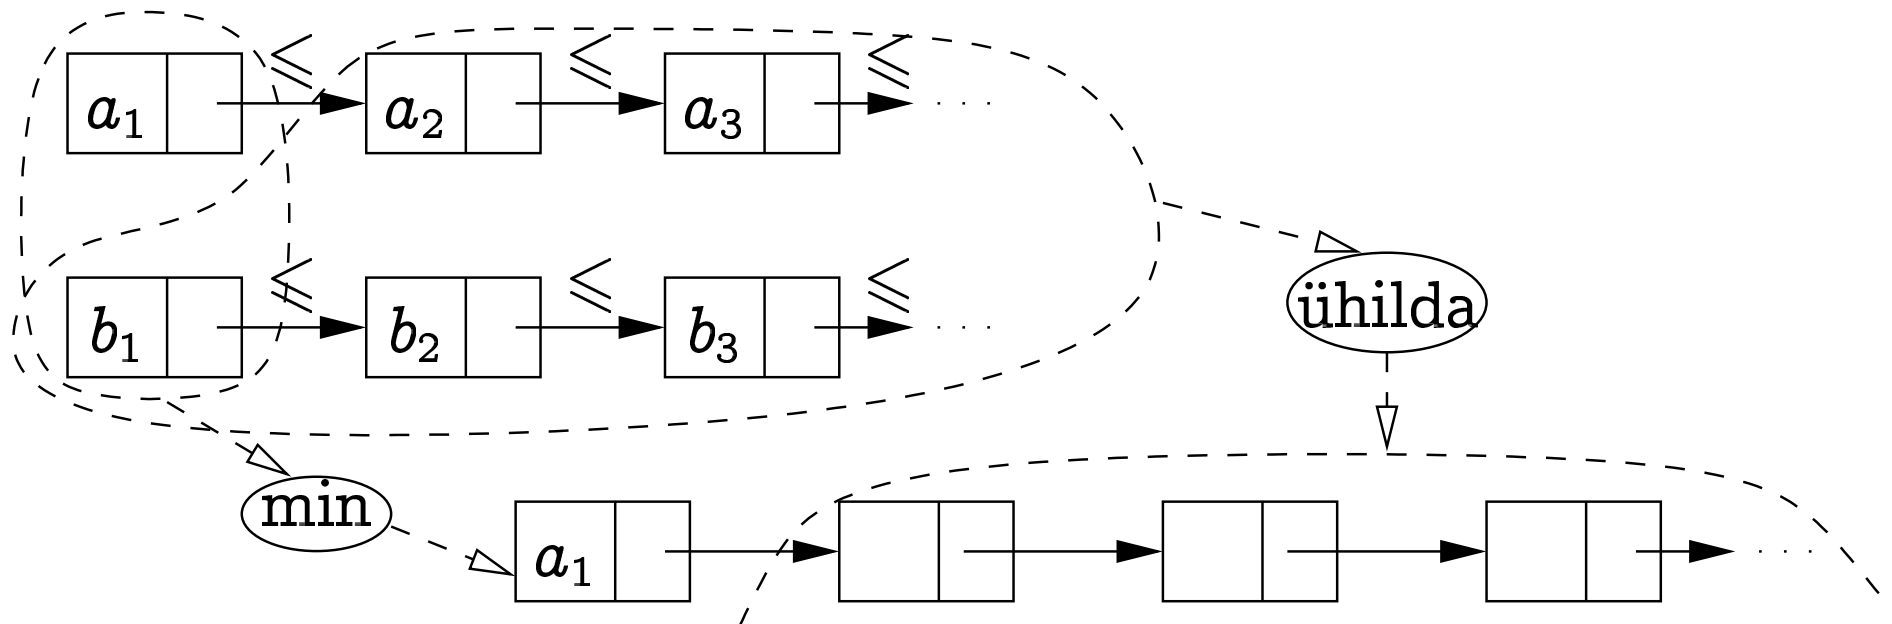 a₁ ≤ a₂ ≤ a₃ ≤ . . .
b₁ ≤ b₂ ≤ b₃ ≤ . . .
ühilda
min
a₁ . . .